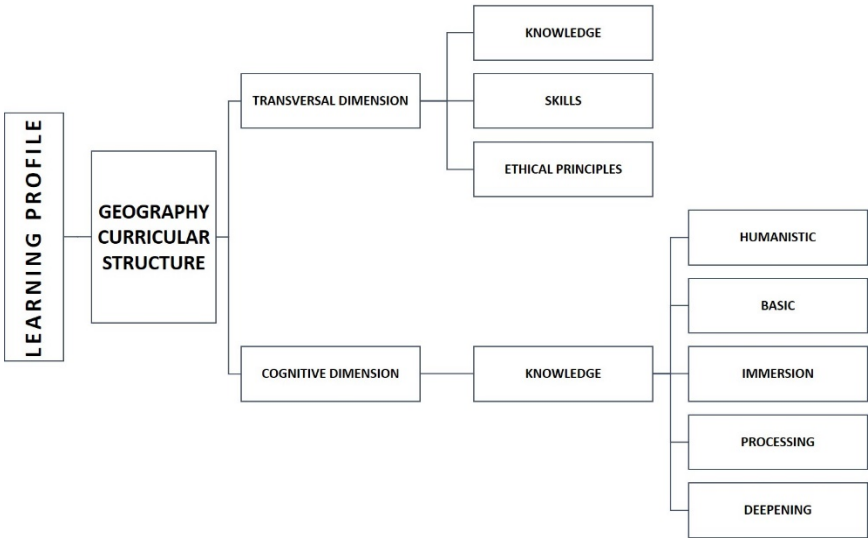 LEARNING PROFILE
GEOGRAPHY
CURRICULAR
STRUCTURE
TRANSVERSAL DIMENSION
KNOWLEDGE
SKILLS
ETHICAL PRINCIPLES
COGNITIVE DIMENSION
KNOWLEDGE
HUMANISTIC
BASIC
IMMERSION
PROCESSING
DEEPENING